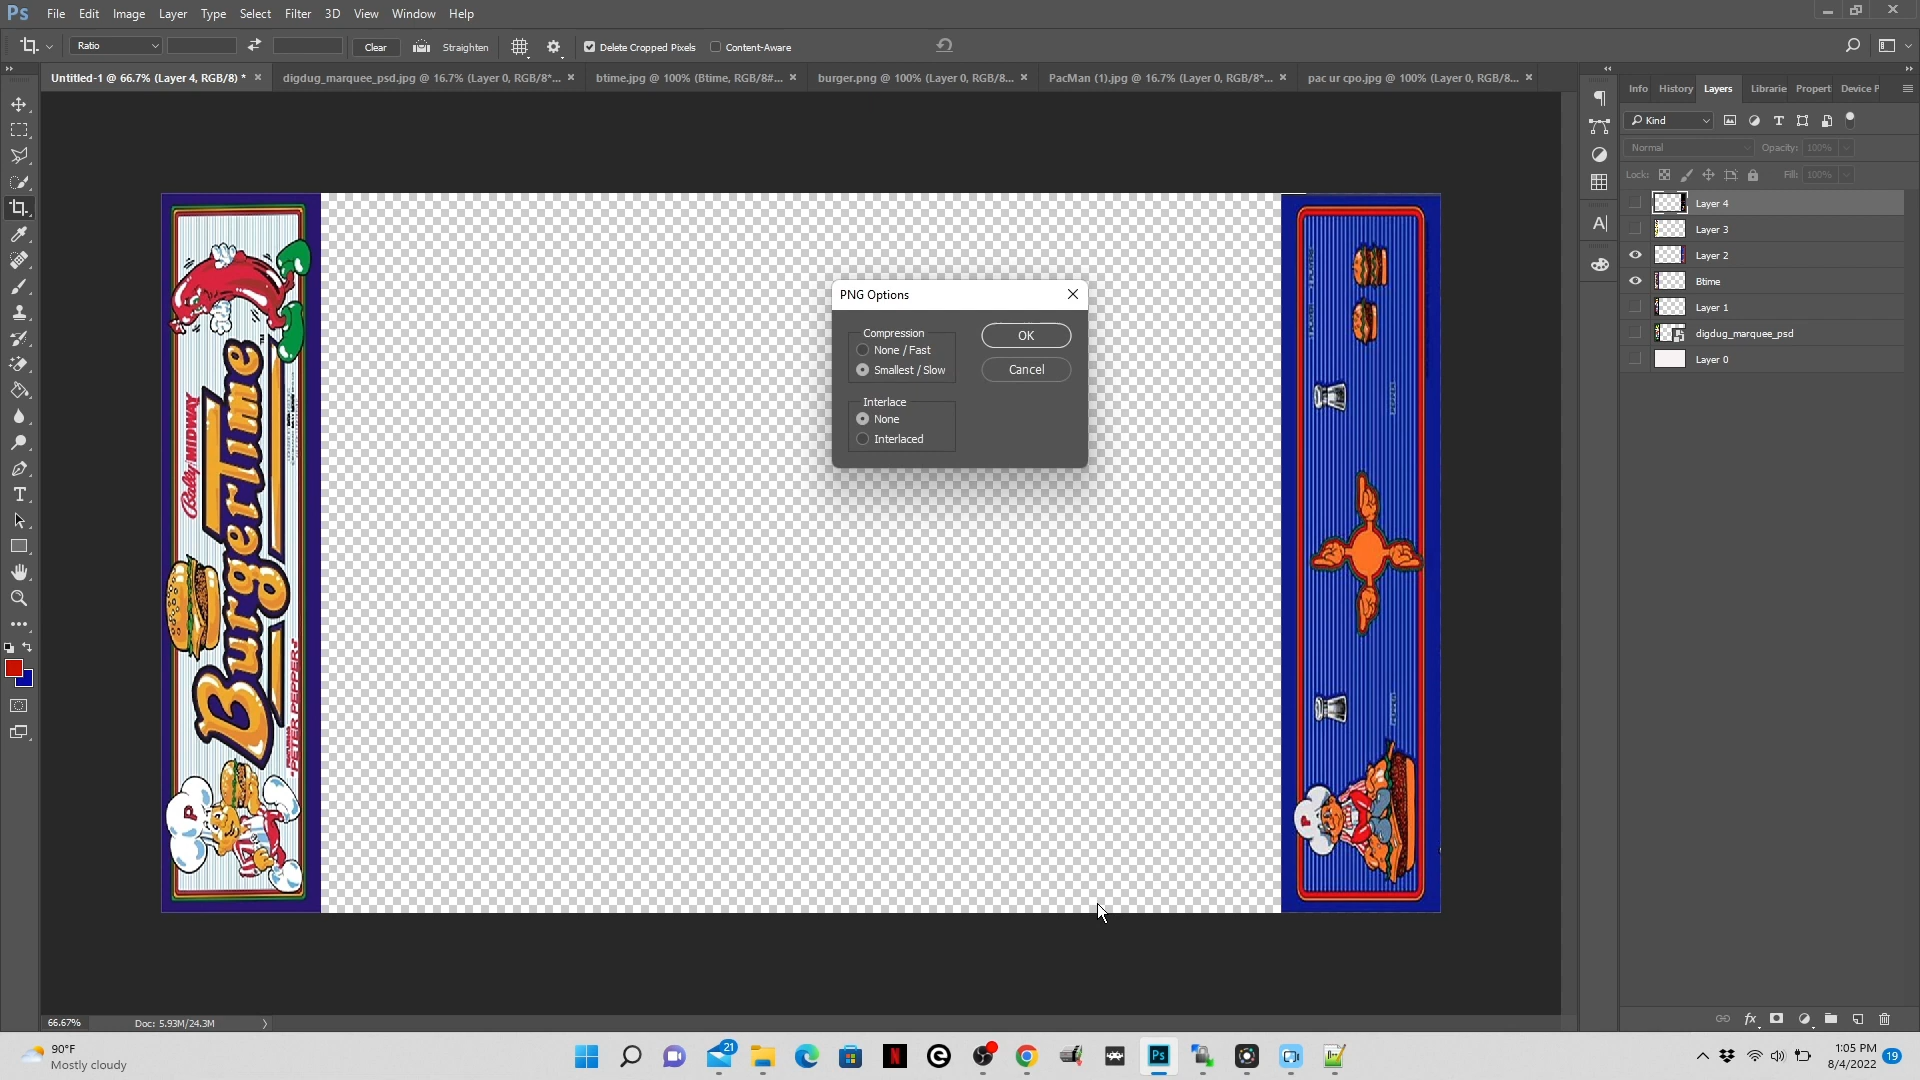 Ps File Edit Image Layer Type Select Filter 3D View Window Help
Ratio Clear Straighten Delete Cropped Pixels Content-Aware
Untitled-1 @ 66.7% (Layer 4, RGB/8) * × digdug_marquee_psd.jpg @ 16.7% (Layer 0, RGB/8*... × btime.jpg @ 100% (Btime, RGB/8#... × burger.png @ 100% (Layer 0, RGB/8... × PacMan (1).jpg @ 16.7% (Layer 0, RGB/8*... × pac ur cpo.jpg @ 100% (Layer 0, RGB/8... ×
Info History Layers Librarie Propert Device P
Kind
Normal Opacity: 100%
Lock: Fill: 100%
Layer 4
Layer 3
Layer 2
Btime
Layer 1
digdug_marquee_psd
Layer 0
PNG Options
Compression
None / Fast
Smallest / Slow
Interlace
None
Interlaced
OK
Cancel
Bally MIDWAY
BurgerTime
TM
PETER PEPPER
P
P
66.67% Doc: 5.93M/24.3M
90°F
Mostly cloudy
21
1:05 PM
8/4/2022
19